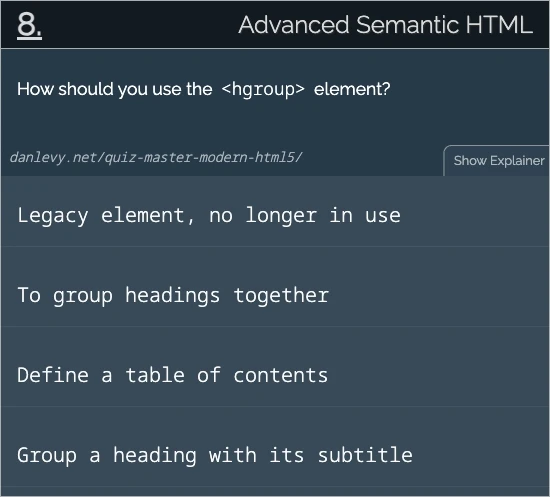 8.
Advanced Semantic HTML
How should you use the <hgroup> element?
danlevy.net/quiz-master-modern-html5/
Show Explainer
Legacy element, no longer in use
To group headings together
Define a table of contents
Group a heading with its subtitle